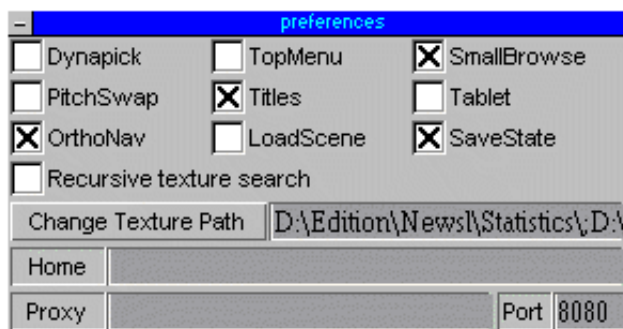 preferences
Dynapick TopMenu SmallBrowse
PitchSwap Titles Tablet
OrthoNav LoadScene SaveState
Recursive texture search
Change Texture Path D:\Edition\Newsl\Statistics\;D:\
Home
Proxy Port 8080